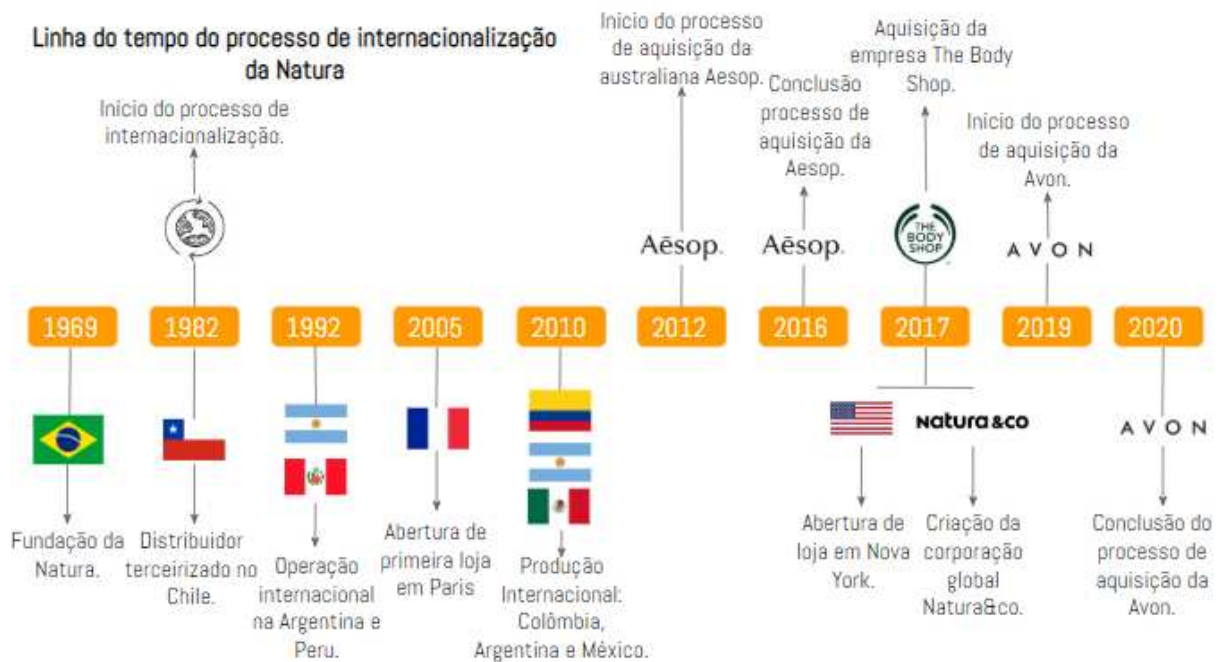 Linha do tempo do processo de internacionalização
da Natura
Início do processo de
internacionalização.
Início do processo
de aquisição da
australiana Aesop.
Conclusão
processo de
aquisição da
Aesop.
Aquisição da
empresa The Body
Shop.
Início do processo
de aquisição da
Avon.
Aēsop.
Aēsop.
THE
BODY
SHOP
AVON
1969
1982
1992
2005
2010
2012
2016
2017
2019
2020
natura &co
AVON
Fundação da
Natura.
Distribuidor
terceirizado no
Chile.
Operação
internacional
na Argentina e
Peru.
Abertura de
primeira loja
em Paris
Produção
Internacional:
Colômbia,
Argentina e México.
Abertura de
loja em Nova
York.
Criação da
corporação
global
Natura&co.
Conclusão do
processo de
aquisição da
Avon.